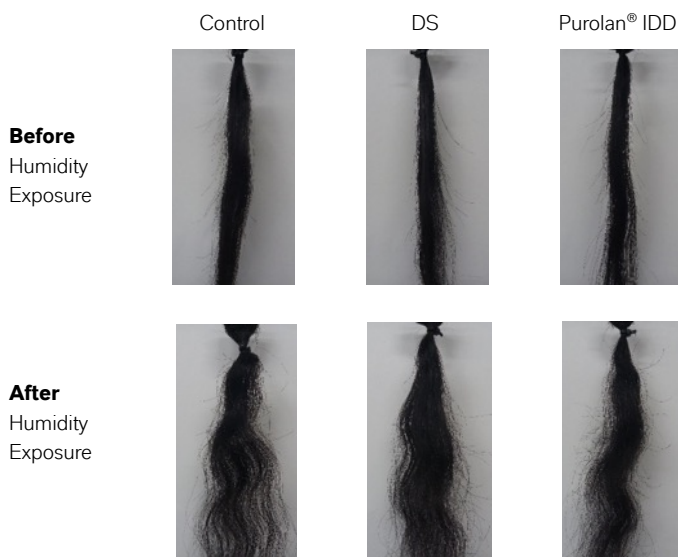 Control DS Purolan® IDD
Before
Humidity
Exposure
After
Humidity
Exposure